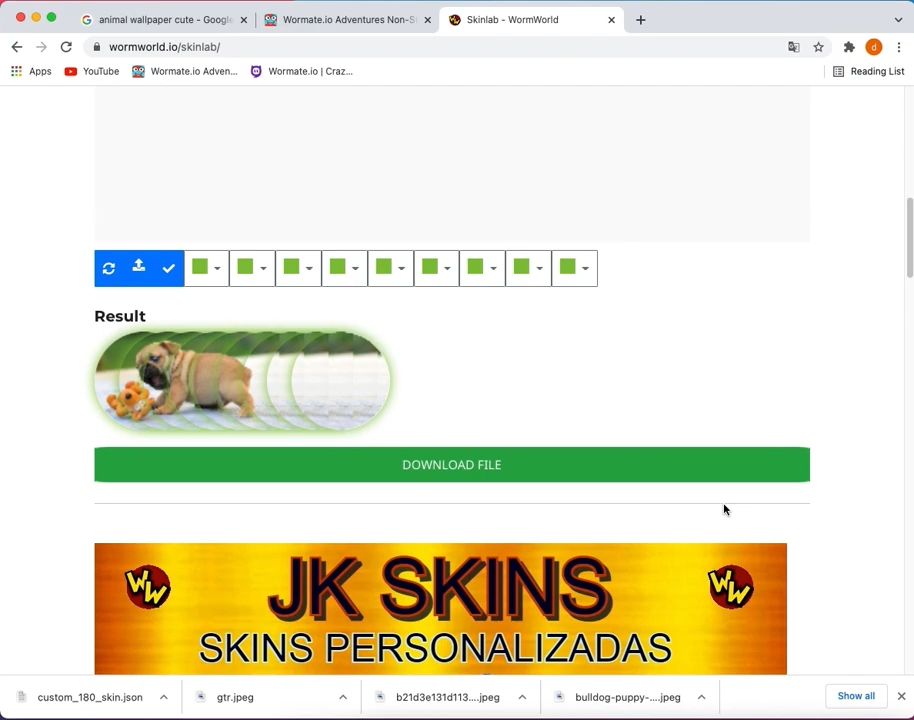 animal wallpaper cute - Google
Wormate.io Adventures Non-S
Skinlab - WormWorld
wormworld.io/skinlab/
d
Apps
YouTube
Wormate.io Adven...
Wormate.io | Craz...
Reading List
Result
DOWNLOAD FILE
WW JK SKINS WW
SKINS PERSONALIZADAS
custom_180_skin.json
gtr.jpeg
b21d3e131d113....jpeg
bulldog-puppy-....jpeg
Show all